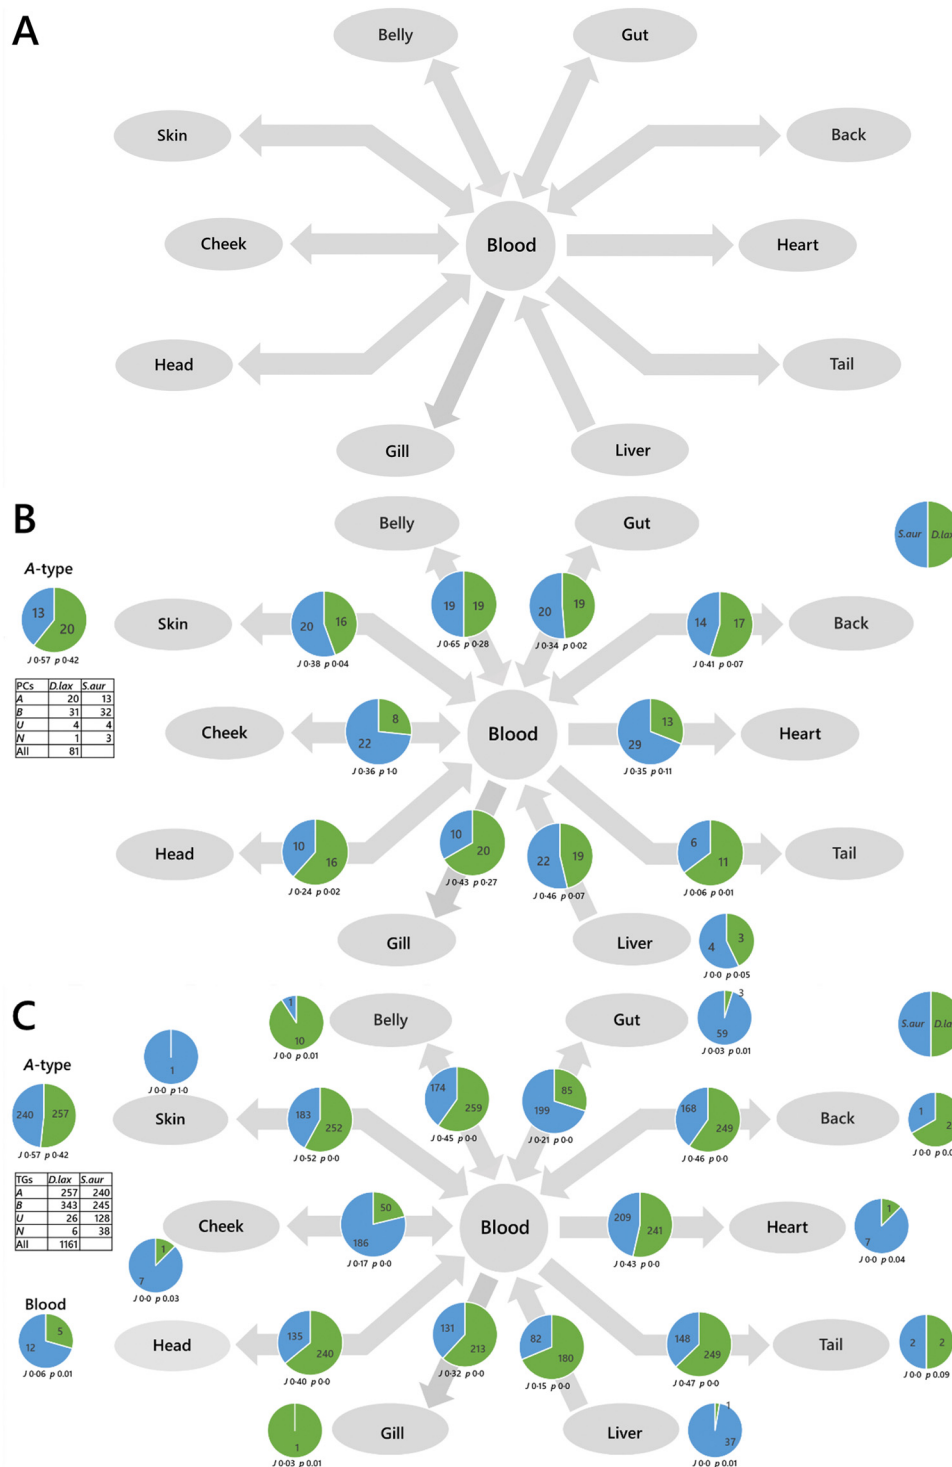 A
Belly
Gut
Skin
Back
Cheek
Blood
Heart
Head
Tail
Gill
Liver
B
Belly
Gut
S.aur
A-type
13
20
J 0·57 p 0·42
Skin
20
16
J 0·38 p 0·04
19
19
J 0·65 p 0·28
20
19
J 0·34 p 0·02
14
17
J 0·41 p 0·07
Back
PCs D.lax S.aur
A 20 13
B 31 32
U 4 4
N 1 3
All 81
Cheek
22
8
J 0·36 p 1·0
Blood
29
13
J 0·35 p 0·11
Heart
Head
10
16
J 0·24 p 0·02
10
20
J 0·43 p 0·27
22
19
J 0·46 p 0·07
6
11
J 0·06 p 0·01
Tail
Gill
Liver
4
3
J 0·0 p 0·05
C
1
10
J 0·0 p 0.01
Belly
Gut
3
59
J 0·03 p 0.01
S.aur
A-type
240
257
J 0·57 p 0·42
1
J 0·0 p 1·0
Skin
183
252
J 0·52 p 0·0
174
259
J 0·45 p 0·0
199
85
J 0·21 p 0·0
168
249
J 0·46 p 0·0
Back
1
2
TGs D.lax S.aur
A 257 240
B 343 245
U 26 128
N 6 38
All 1161
Cheek
7
1
J 0·0 p 0.03
186
50
J 0·17 p 0·0
Blood
209
241
J 0·43 p 0·0
Heart
7
1
J 0·0 p 0.04
Blood
12
5
J 0·06 p 0.01
Head
135
240
J 0·40 p 0·0
131
213
J 0·32 p 0·0
82
180
J 0·15 p 0·0
148
249
J 0·47 p 0·0
Tail
2
2
J 0·0 p 0.09
1
J 0·03 p 0.01
Gill
Liver
1
37
J 0·0 p 0.01